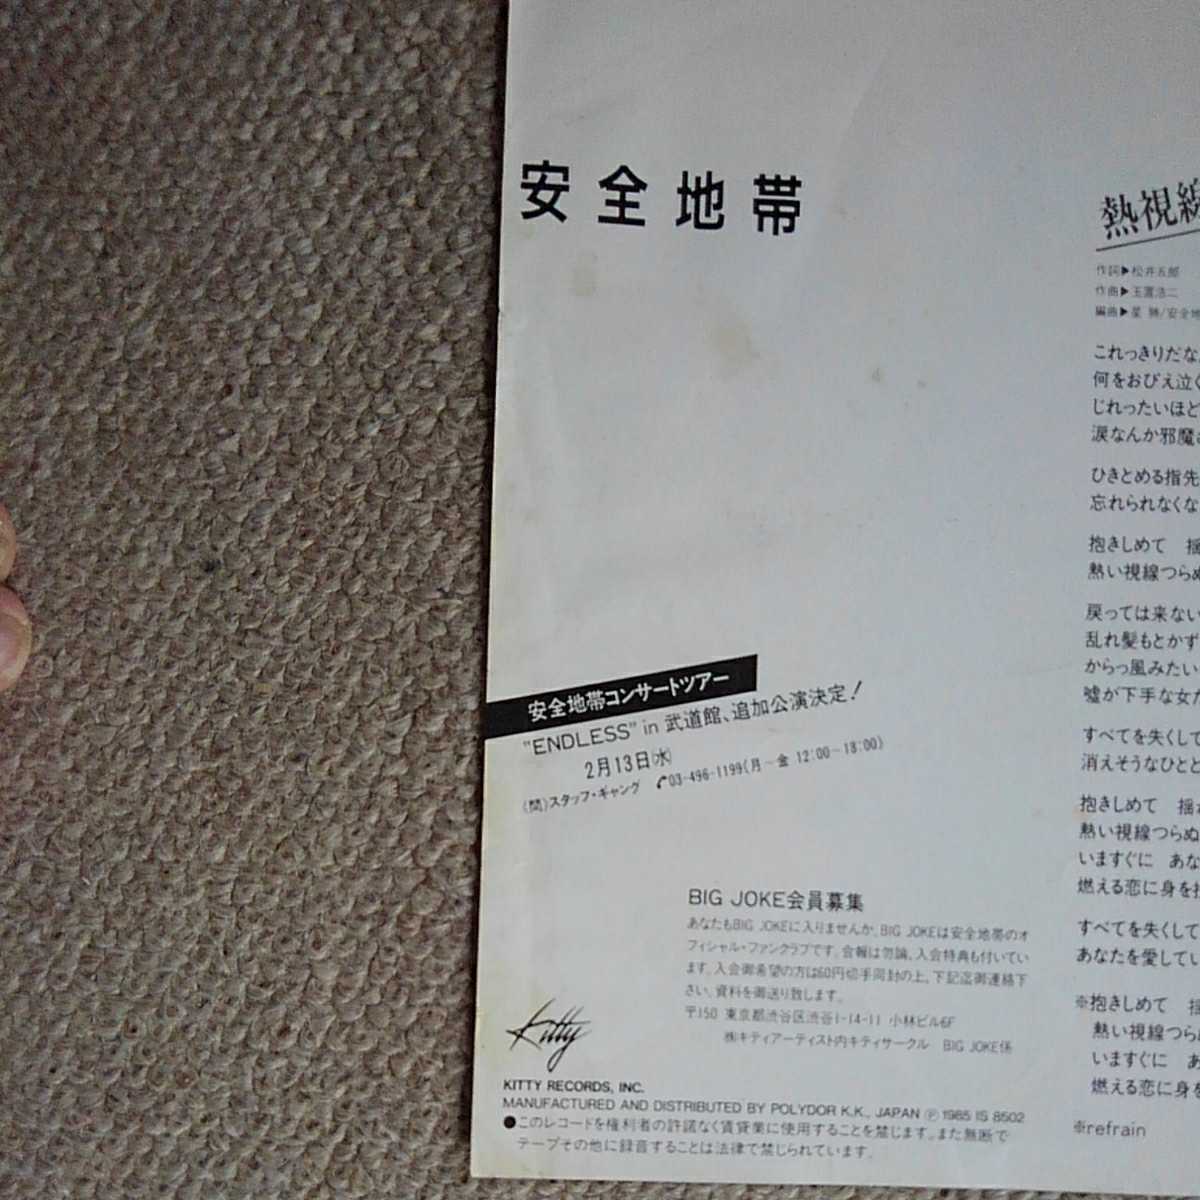 安全地帯
熱視線
作詞▶松井五郎
作曲▶玉置浩二
編曲▶星 勝/安全地
これっきりだな
何をおびえ泣く
じれったいほど
涙なんか邪魔さ
ひきとめる指先
忘れられなくな
抱きしめて 揺
熱い視線つらぬ
戻っては来ない
乱れ髪もとかず
からっ風みたい
嘘が下手な女が
すべてを失くして
消えそうなひとと
抱きしめて 揺
熱い視線つらぬ
いますぐに あな
燃える恋に身を
すべてを失くして
あなたを愛してい
※抱きしめて 揺
熱い視線つらぬ
いますぐに あ
燃える恋に身を
※refrain
安全地帯コンサートツアー
"ENDLESS" in 武道館、追加公演決定!
2月13日(水)
(問)スタッフ・ギャング ✆03-496-1199(月~金 12:00~18:00)
BIG JOKE会員募集
あなたもBIG JOKEに入りませんか。BIG JOKEは安全地帯のオ
フィシャル・ファンクラブです。会報は勿論、入会特典も付いてい
ます。入会御希望の方は60円切手同封の上、下記迄御連絡下
さい。資料を御送り致します。
〒150 東京都渋谷区渋谷1-14-11 小林ビル6F
㈱キティアーティスト内キティサークル BIG JOKE係
Kitty
KITTY RECORDS, INC.
MANUFACTURED AND DISTRIBUTED BY POLYDOR K.K., JAPAN Ⓟ 1985 IS 8502
●このレコードを権利者の許諾なく賃貸業に使用することを禁じます。また無断で
テープその他に録音することは法律で禁じられています。